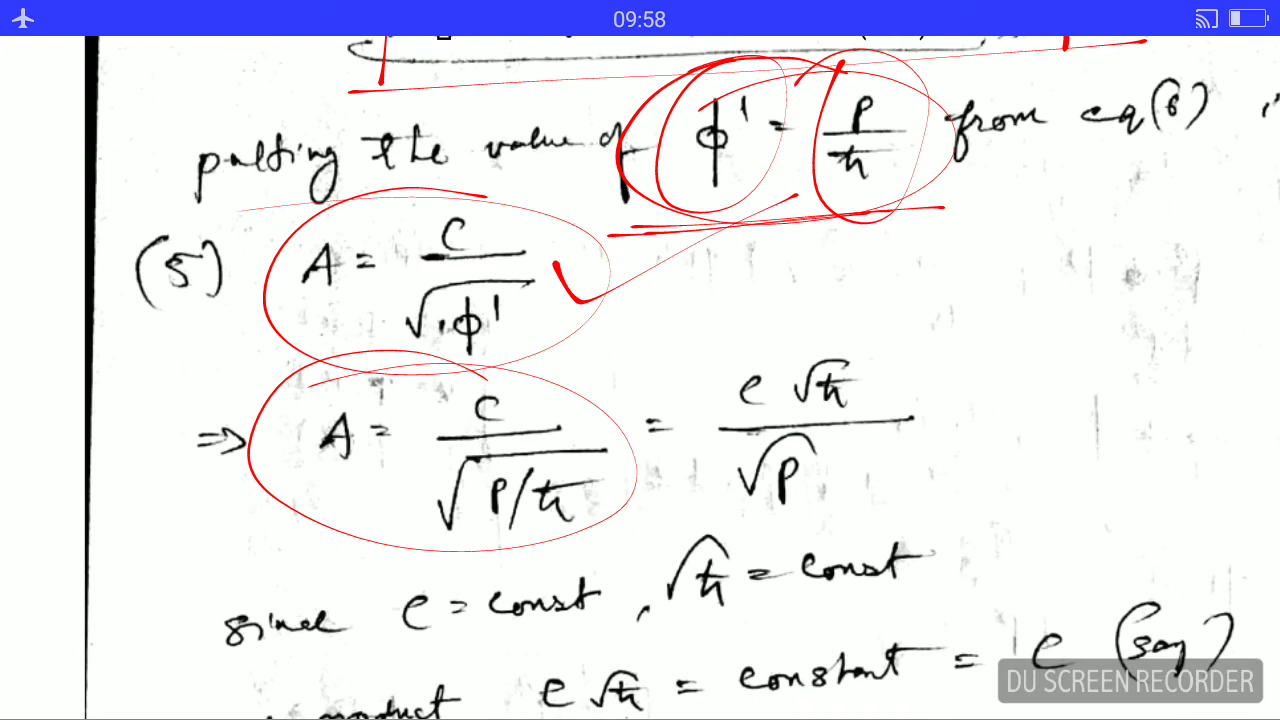 09:58
putting the value of ϕ' = p/ħ from eq(6)
(5) A = C/√ϕ'
⇒ A = C/√(P/ħ) = C√ħ/√P
since C = const, √ħ = const
product C√ħ = constant = C (say)
DU SCREEN RECORDER